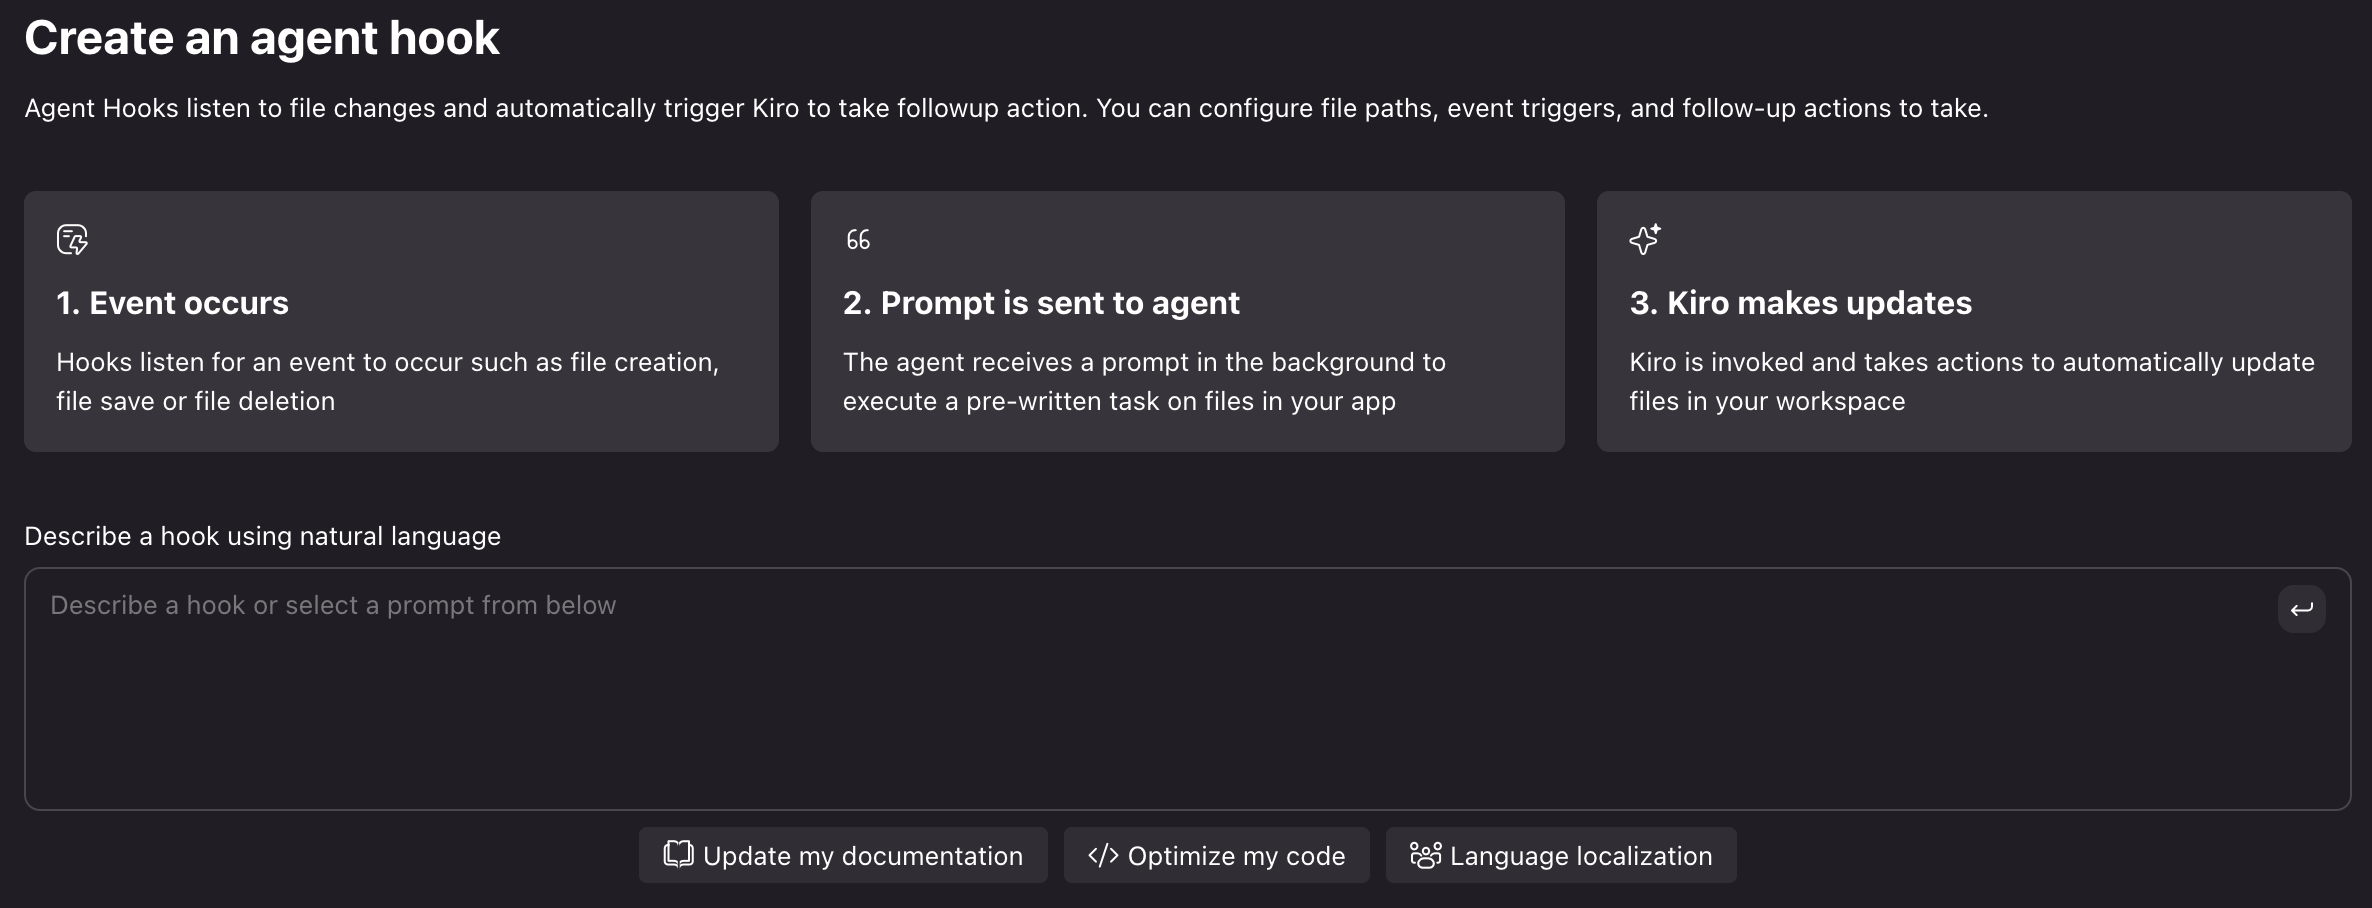 Create an agent hook
Agent Hooks listen to file changes and automatically trigger Kiro to take followup action. You can configure file paths, event triggers, and follow-up actions to take.
1. Event occurs
Hooks listen for an event to occur such as file creation,
file save or file deletion
2. Prompt is sent to agent
The agent receives a prompt in the background to
execute a pre-written task on files in your app
3. Kiro makes updates
Kiro is invoked and takes actions to automatically update
files in your workspace
Describe a hook using natural language
Describe a hook or select a prompt from below
Update my documentation
Optimize my code
Language localization